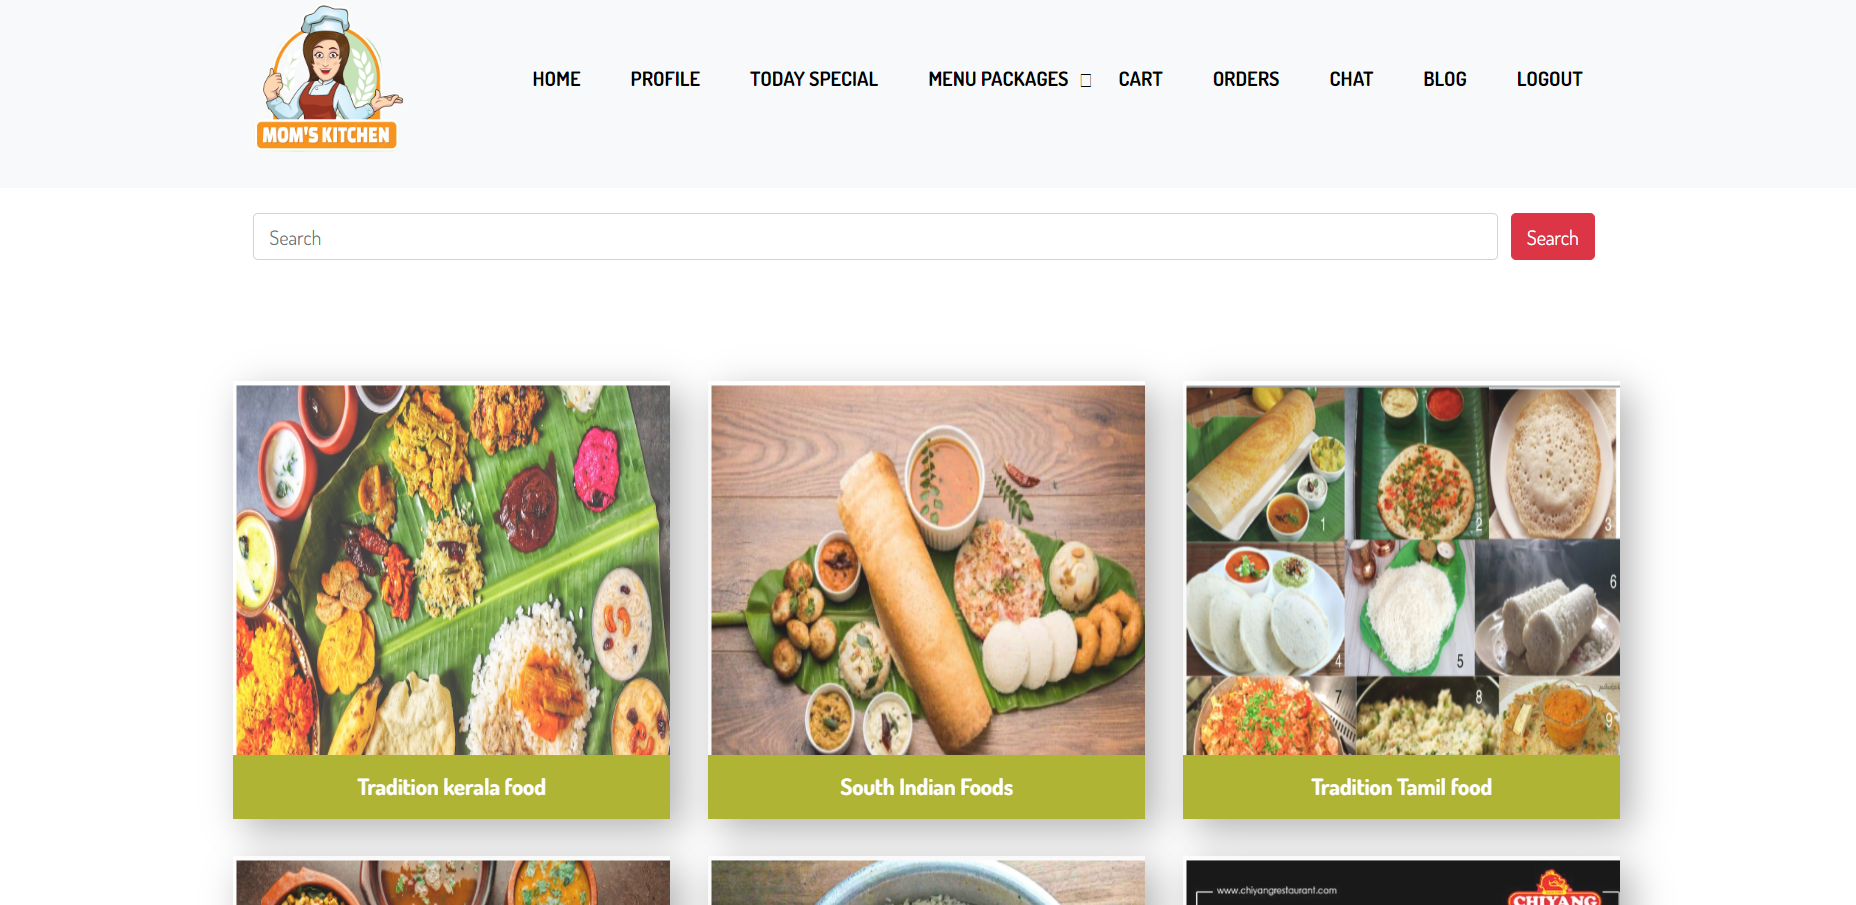 MOM'S KITCHEN
HOME PROFILE TODAY SPECIAL MENU PACKAGES CART ORDERS CHAT BLOG LOGOUT
Search Search
1 2 3
4 5 6
7 8 9
Tradition kerala food South Indian Foods Tradition Tamil food
www.chiyangrestaurant.com CHIYANG